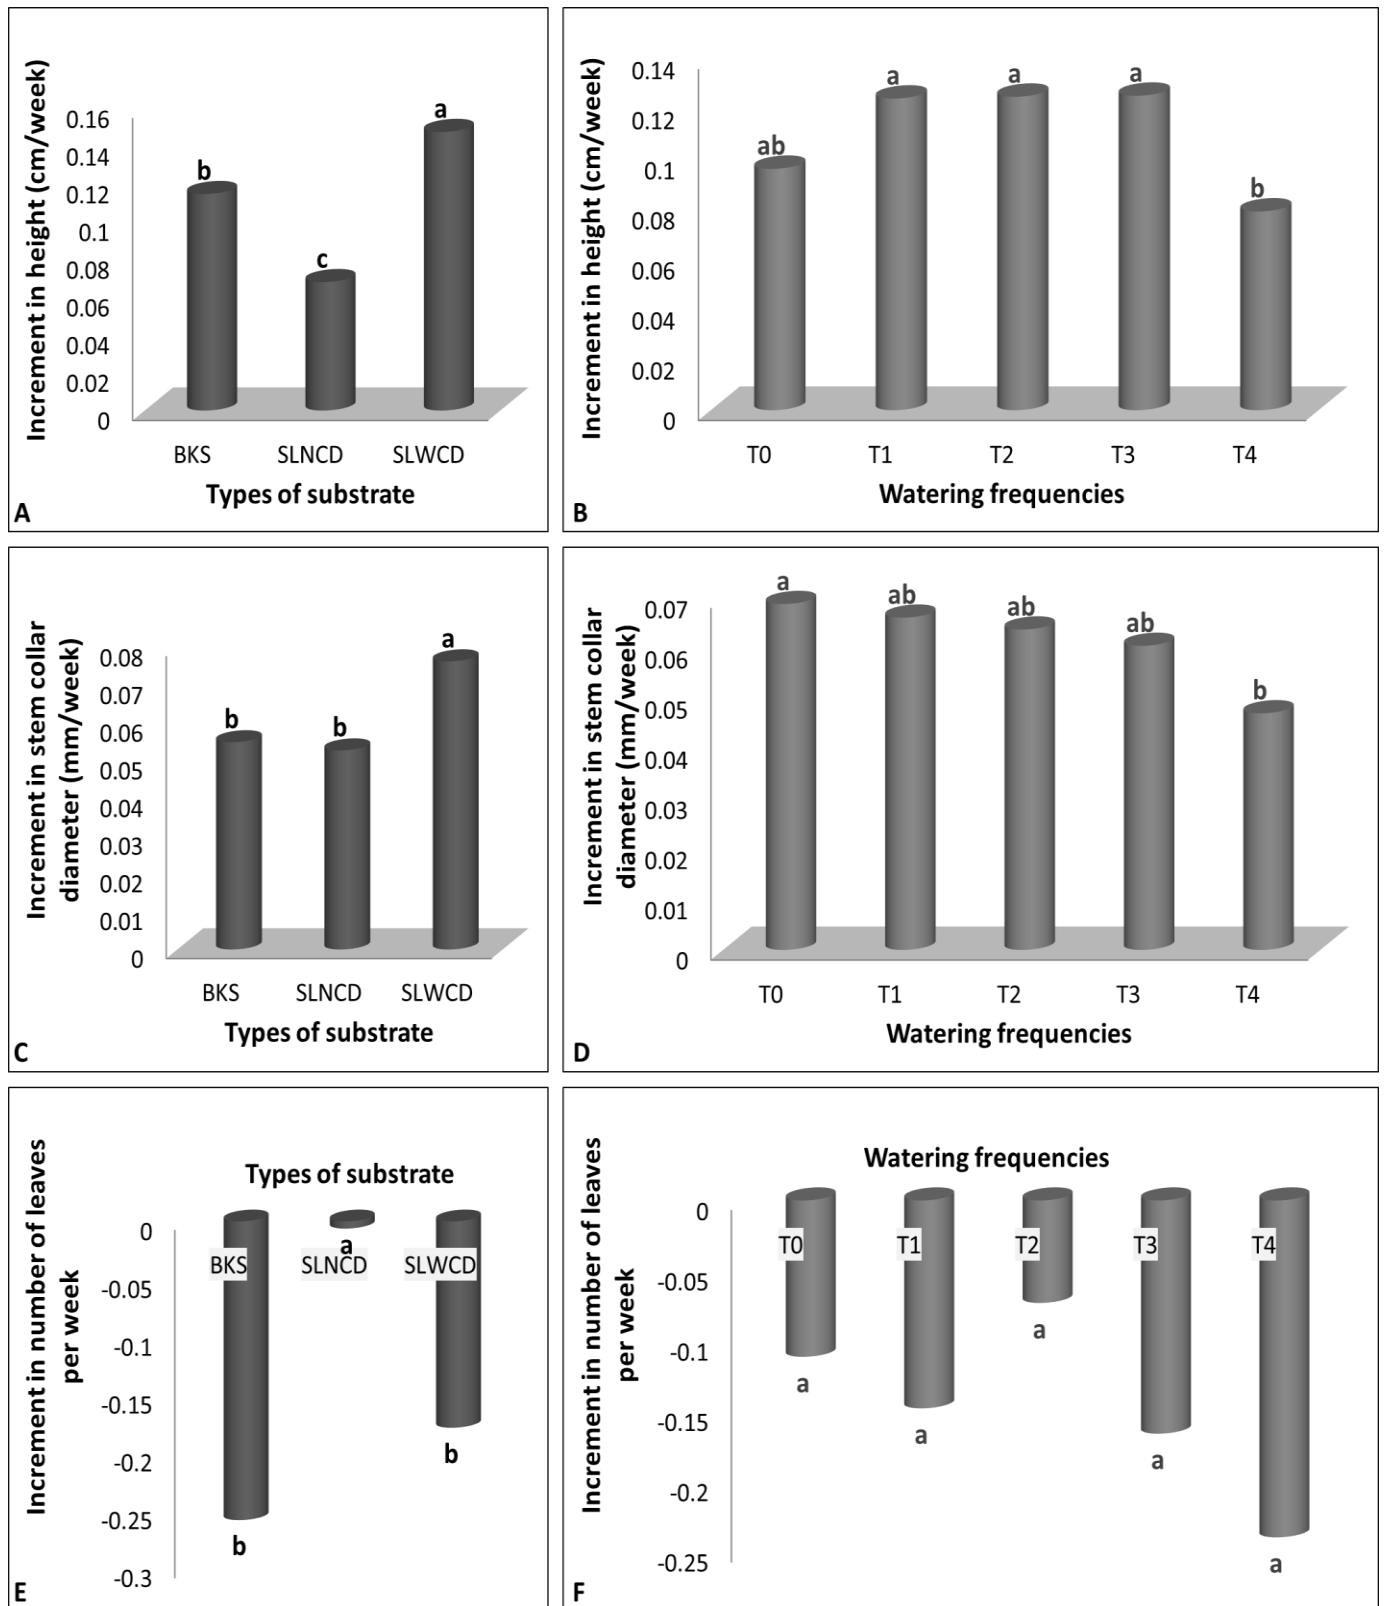 Increment in height (cm/week)
0.16
0.14
0.12
0.1
0.08
0.06
0.04
0.02
0
b
c
a
BKS SLNCD SLWCD
Types of substrate
A
Increment in height (cm/week)
0.14
0.12
0.1
0.08
0.06
0.04
0.02
0
ab
a
a
a
b
T0 T1 T2 T3 T4
Watering frequencies
B
Increment in stem collar
diameter (mm/week)
0.08
0.07
0.06
0.05
0.04
0.03
0.02
0.01
0
b
b
a
BKS SLNCD SLWCD
Types of substrate
C
Increment in stem collar
diameter (mm/week)
0.07
0.06
0.05
0.04
0.03
0.02
0.01
0
a
ab
ab
ab
b
T0 T1 T2 T3 T4
Watering frequencies
D
Increment in number of leaves
per week
Types of substrate
0
-0.05
-0.1
-0.15
-0.2
-0.25
-0.3
BKS SLNCD SLWCD
b
a
b
E
Increment in number of leaves
per week
Watering frequencies
0
-0.05
-0.1
-0.15
-0.2
-0.25
T0 T1 T2 T3 T4
a
a
a
a
a
F